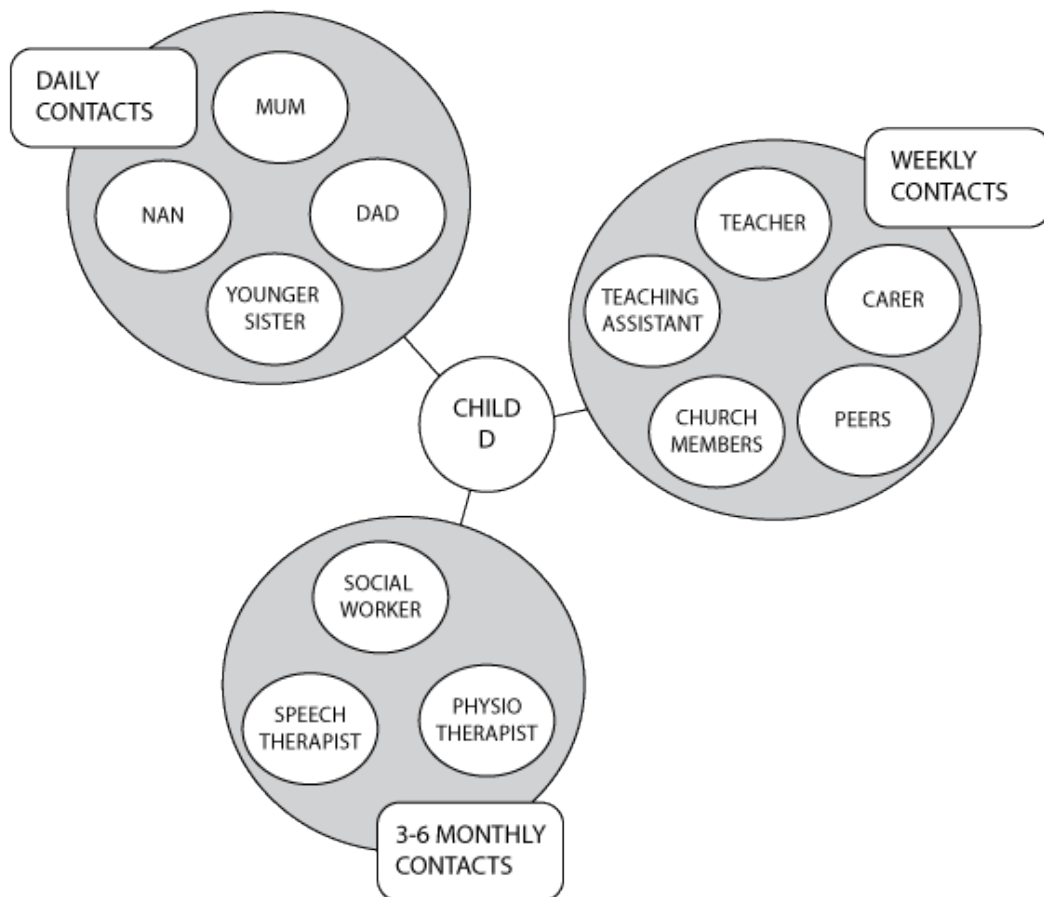 DAILY
CONTACTS
MUM
NAN
DAD
YOUNGER
SISTER
WEEKLY
CONTACTS
TEACHER
TEACHING
ASSISTANT
CARER
CHURCH
MEMBERS
PEERS
CHILD
D
SOCIAL
WORKER
SPEECH
THERAPIST
PHYSIO
THERAPIST
3-6 MONTHLY
CONTACTS